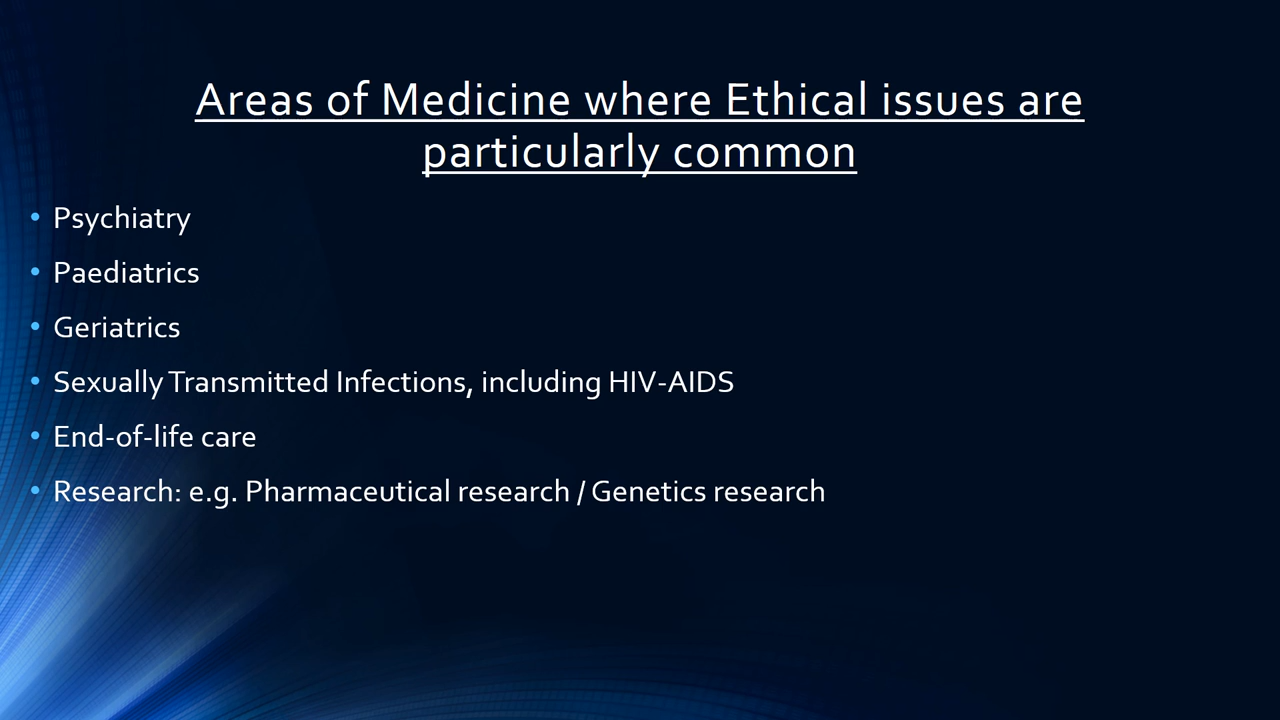 Areas of Medicine where Ethical issues are
particularly common
• Psychiatry
• Paediatrics
• Geriatrics
• Sexually Transmitted Infections, including HIV-AIDS
• End-of-life care
• Research: e.g. Pharmaceutical research / Genetics research